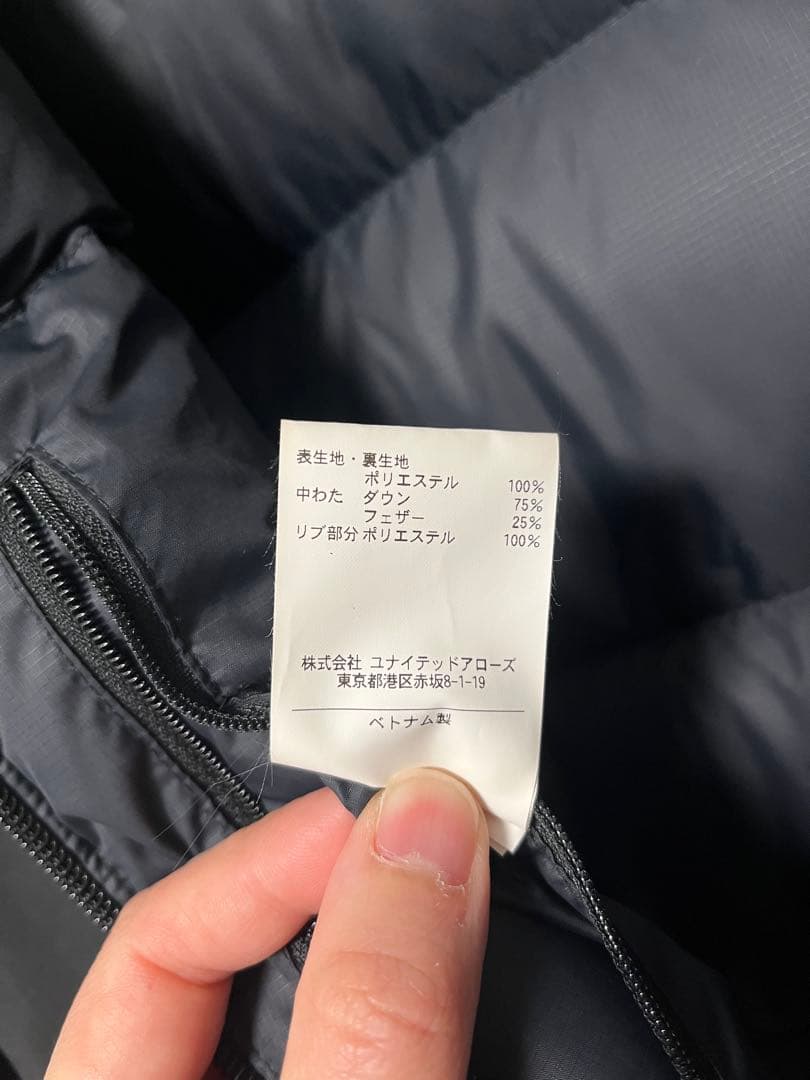 表生地・裏生地
ポリエステル 100%
中わた ダウン 75%
フェザー 25%
リブ部分 ポリエステル 100%
株式会社 ユナイテッドアローズ
東京都港区赤坂8-1-19
ベトナム製